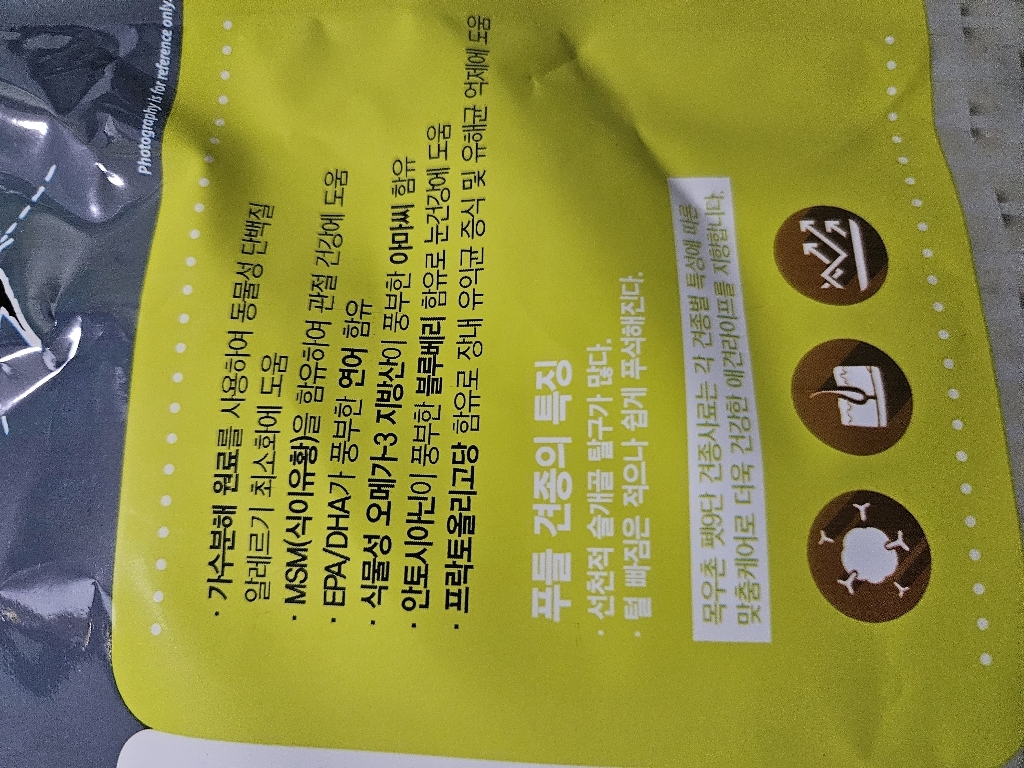 Photography is for reference only.
· 가수분해 원료를 사용하여 동물성 단백질
알레르기 최소화에 도움
· MSM(식이유황)을 함유하여 관절 건강에 도움
· EPA/DHA가 풍부한 연어 함유
· 식물성 오메가-3 지방산이 풍부한 아마씨 함유
· 안토시아닌이 풍부한 블루베리 함유로 눈건강에 도움
· 프락토올리고당 함유로 장내 유익균 증식 및 유해균 억제에 도움
푸들 견종의 특징
· 선천적 슬개골 탈구가 많다.
· 털 빠짐은 적으나 쉽게 푸석해진다.
목우촌 펫9단 견종사료는 각 견종별 특성에 따른
맞춤케어로 더욱 건강한 애견라이프를 지향합니다.